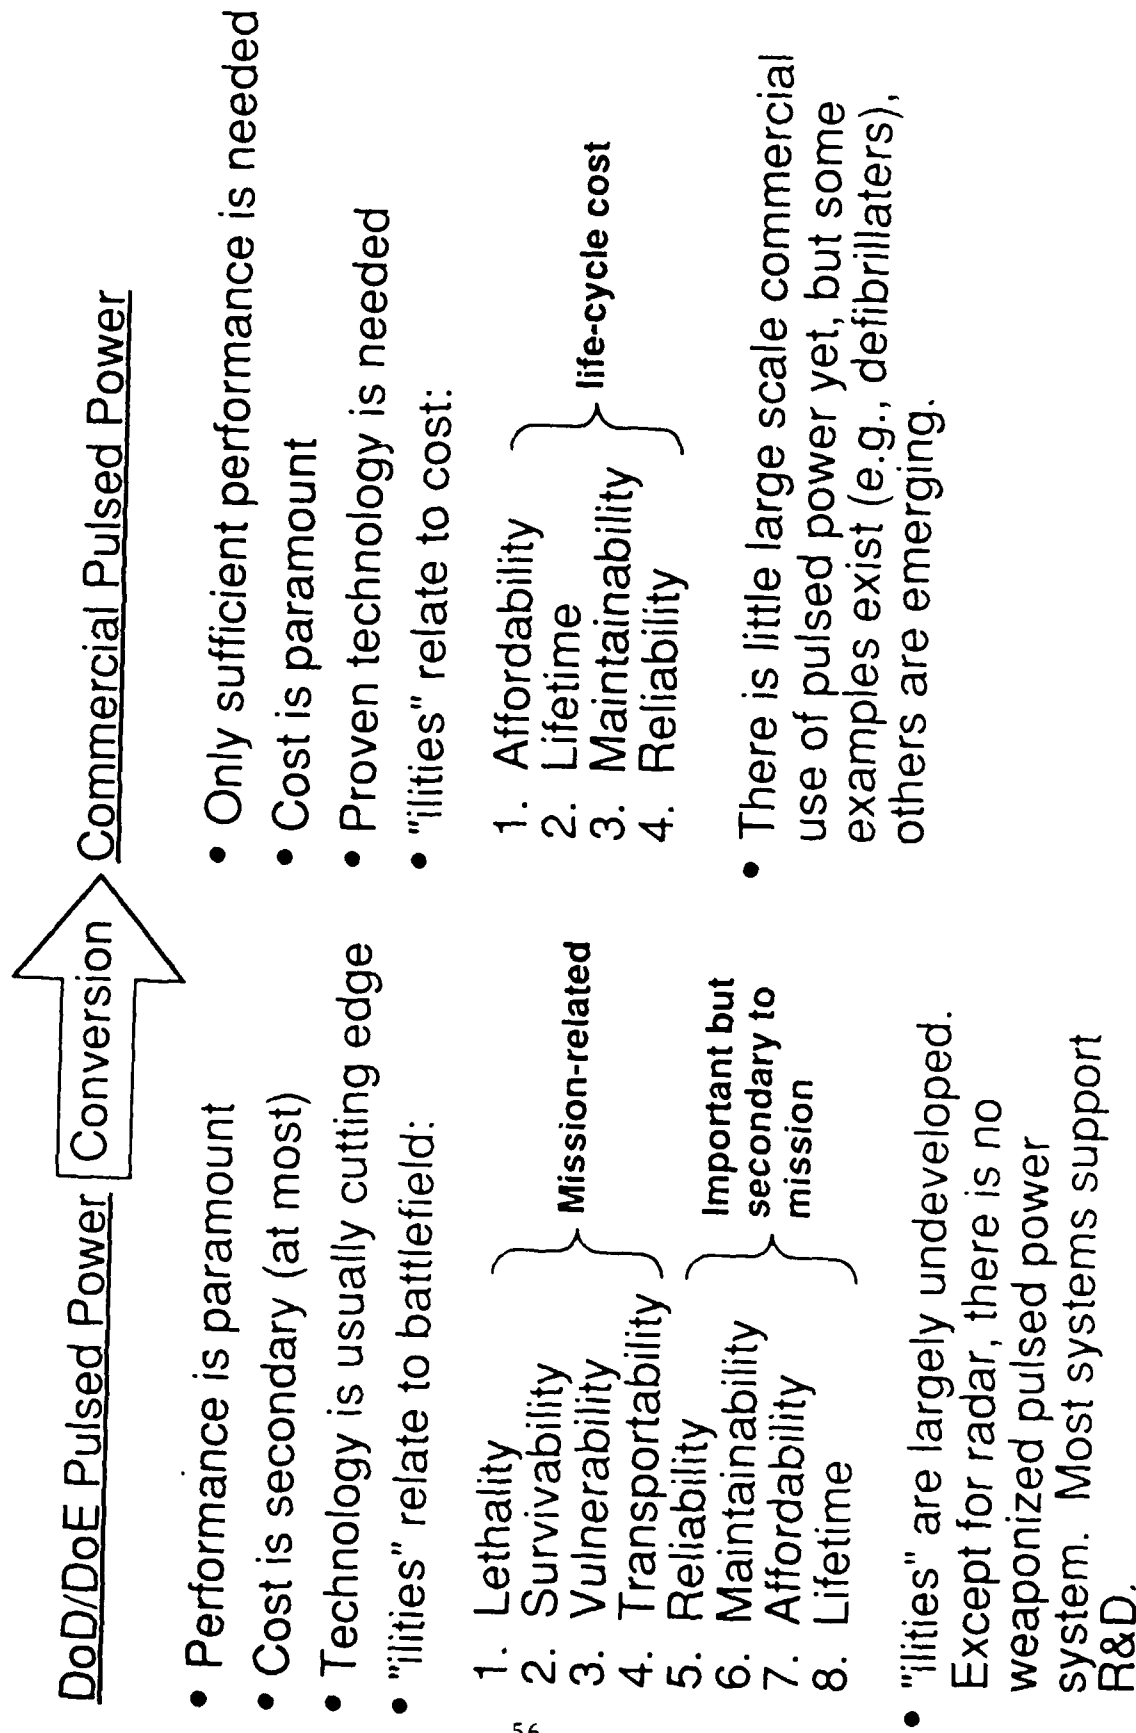 DoD/DoE Pulsed Power
Conversion
Commercial Pulsed Power
• Performance is paramount
• Cost is secondary (at most)
• Technology is usually cutting edge
• "ilities" relate to battlefield:
1. Lethality
2. Survivability
3. Vulnerability
4. Transportability
5. Reliability
6. Maintainability
7. Affordability
8. Lifetime
Mission-related
Important but
secondary to
mission
• "ilities" are largely undeveloped.
Except for radar, there is no
weaponized pulsed power
system. Most systems support
R&D.
• Only sufficient performance is needed
• Cost is paramount
• Proven technology is needed
• "ilities" relate to cost:
1. Affordability
2. Lifetime
3. Maintainability
4. Reliability
life-cycle cost
• There is little large scale commercial
use of pulsed power yet, but some
examples exist (e.g., defibrillaters),
others are emerging.
56